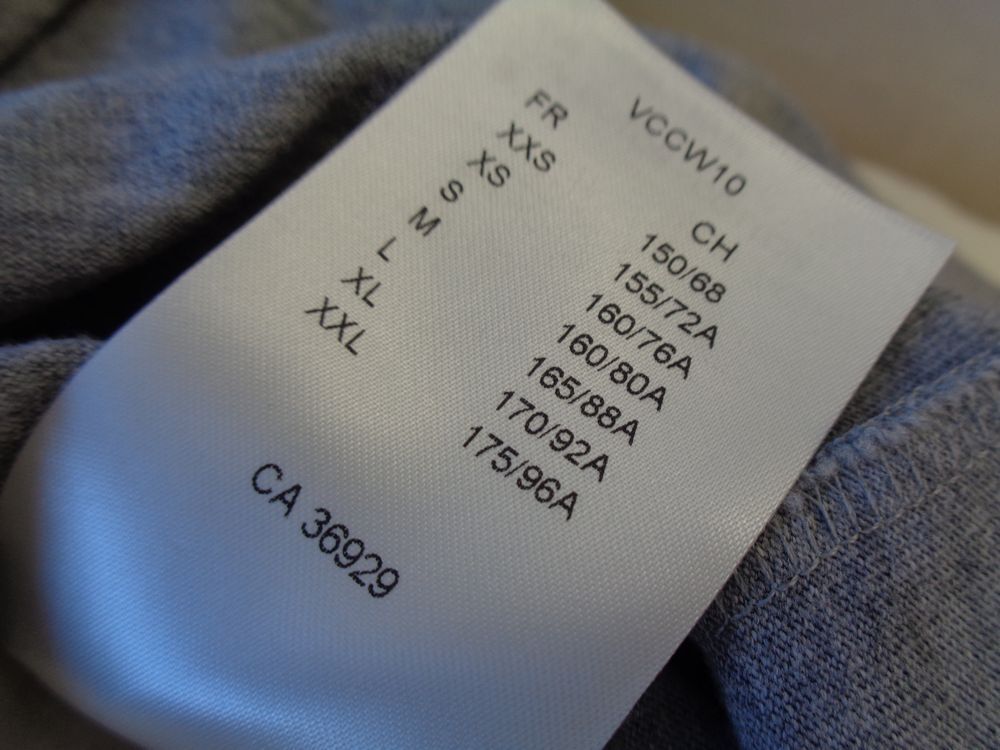 VCCW10
FR CH
XXS 150/68
XS 155/72A
S 160/76A
M 160/80A
L 165/88A
XL 170/92A
XXL 175/96A
CA 36929